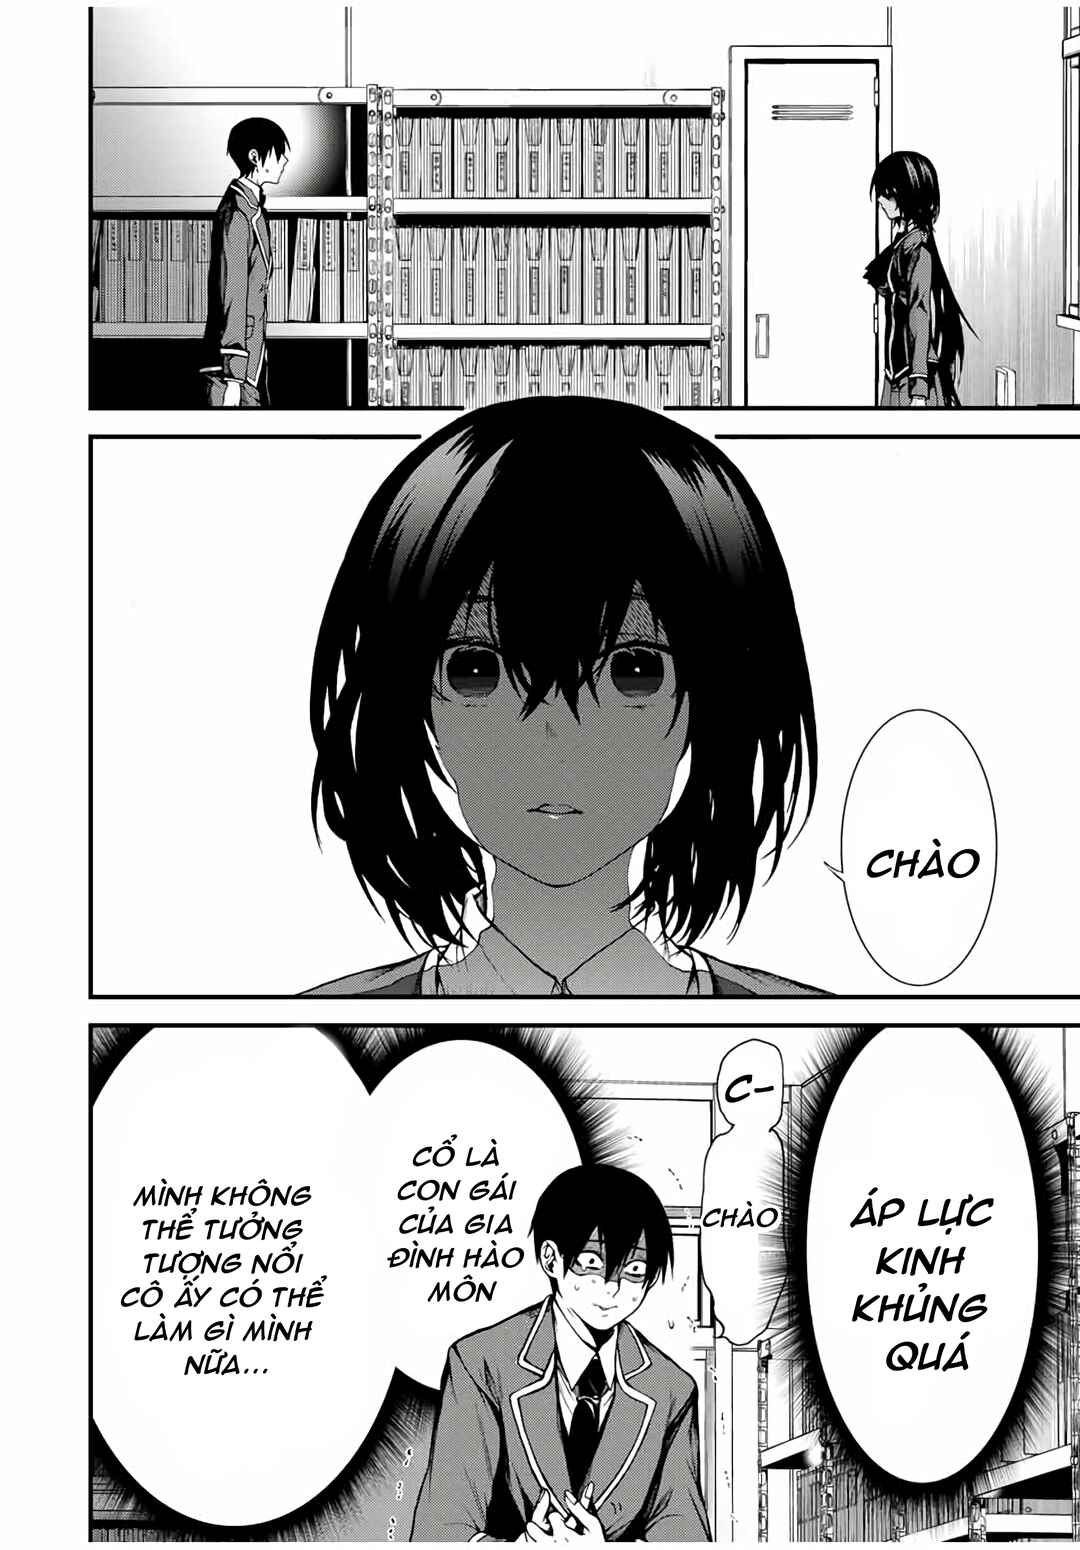 CHÀO
ÁP LỰC
KINH
KHỦNG
QUÁ
C-
CHÀO
CỔ LÀ
CON GÁI
CỦA GIA
ĐÌNH HÀO
MÔN
MÌNH KHÔNG
THỂ TƯỞNG
TƯỢNG NỔI
CÔ ẤY CÓ THỂ
LÀM GÌ MÌNH
NỮA...